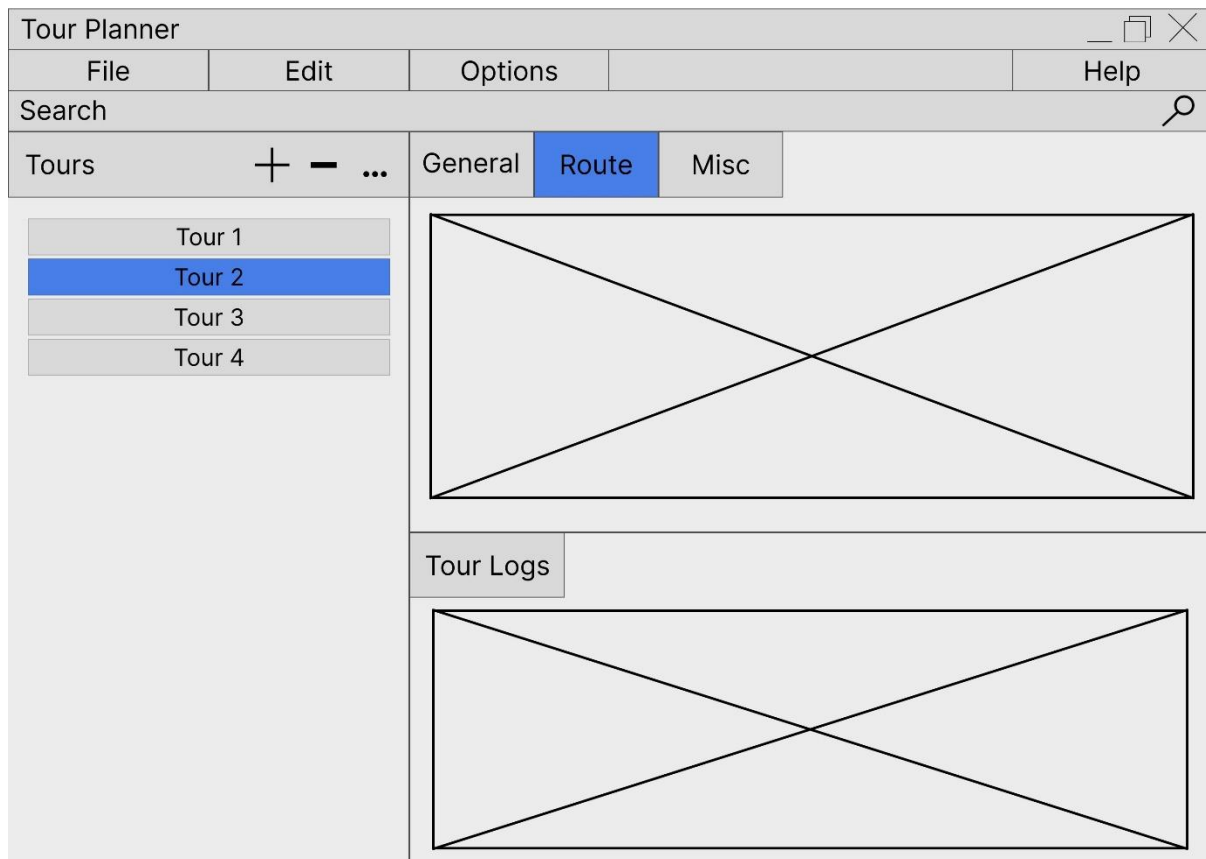 Tour Planner
File Edit Options Help
Search
Tours + - ...
General Route Misc
Tour 1
Tour 2
Tour 3
Tour 4
Tour Logs